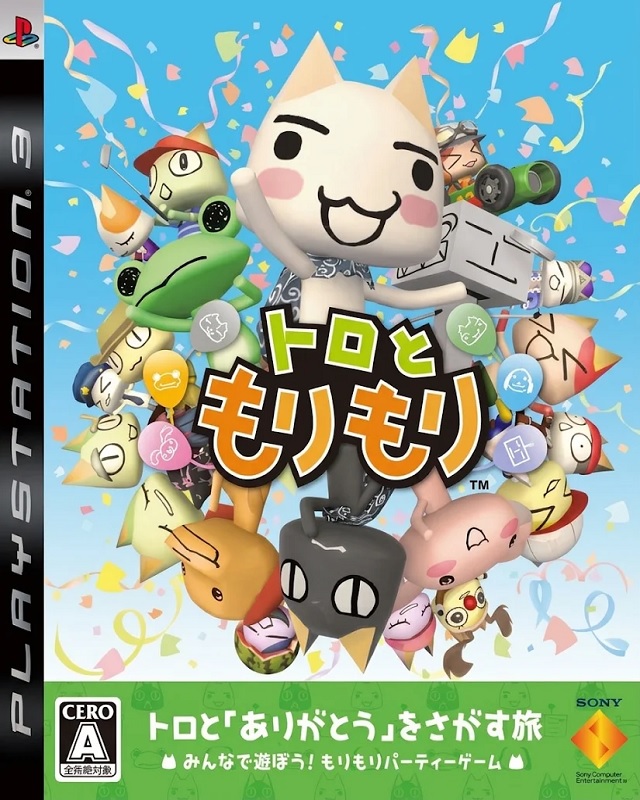 PLAYSTATION®3
トロと
もりもり
TM
CERO
A
全年齢対象
トロと「ありがとう」をさがす旅
みんなで遊ぼう!もりもりパーティーゲーム
SONY
Sony Computer
Entertainment